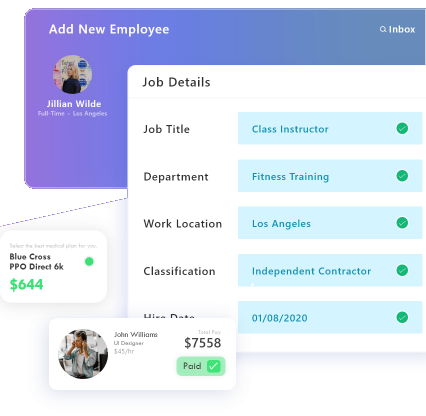 Add New Employee
Inbox
Jillian Wilde
Full-Time - Los Angeles
Job Details
Job Title
Class Instructor
Department
Fitness Training
Work Location
Los Angeles
Classification
Independent Contractor
Hire Date
01/08/2020
Select the best medical plan for you.
Blue Cross
PPO Direct 6k
$644
John Williams
UI Designer
$45/hr
Total Pay
$7558
Paid